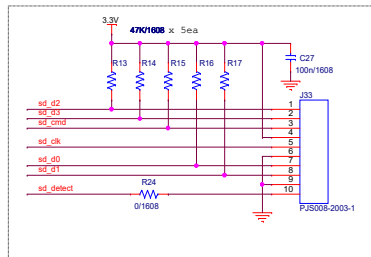 3.3V
47K/1608 x 5ea
C27
100n/1608
R13 R14 R15 R16 R17
J33
sd_d2 1
sd_d3 2
sd_cmd 3
4
sd_clk 5
6
sd_d0 7
sd_d1 8
9
sd_detect 10
R24
0/1608
PJS008-2003-1